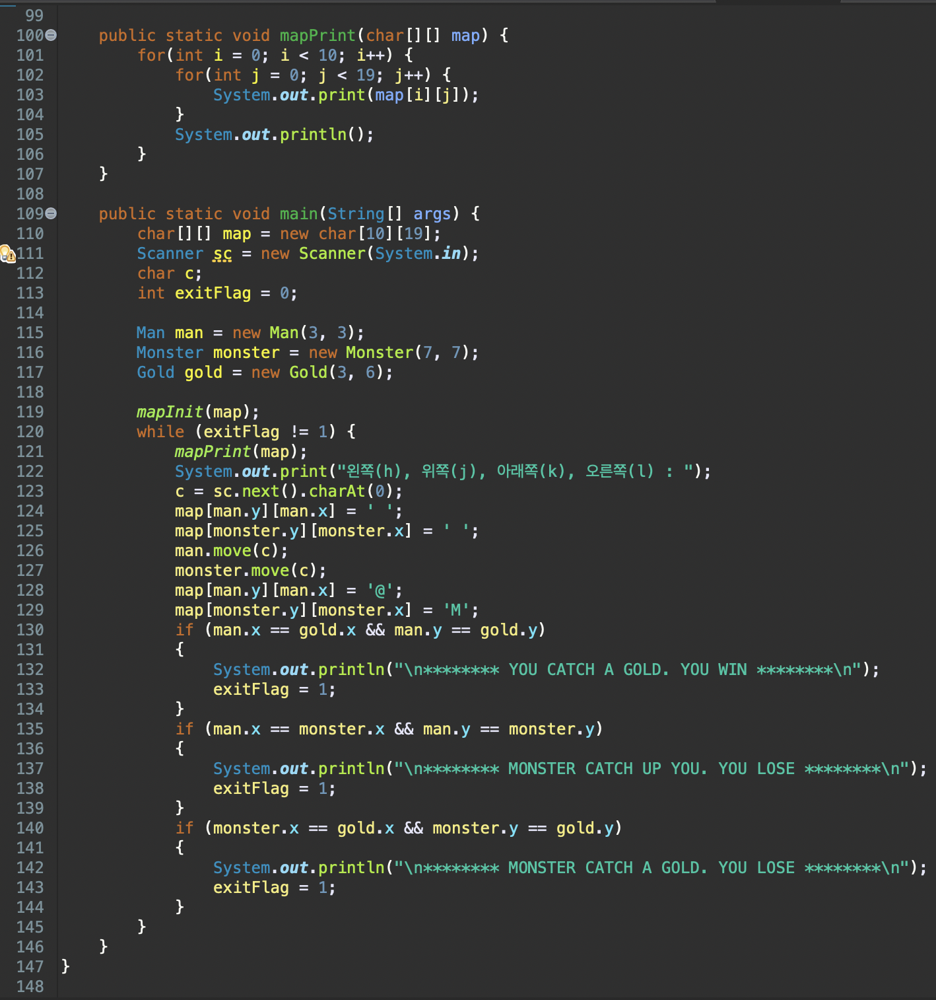 99
100 public static void mapPrint(char[][] map) {
101 for(int i = 0; i < 10; i++) {
102 for(int j = 0; j < 19; j++) {
103 System.out.print(map[i][j]);
104 }
105 System.out.println();
106 }
107 }
108
109 public static void main(String[] args) {
110 char[][] map = new char[10][19];
111 Scanner sc = new Scanner(System.in);
112 char c;
113 int exitFlag = 0;
114
115 Man man = new Man(3, 3);
116 Monster monster = new Monster(7, 7);
117 Gold gold = new Gold(3, 6);
118
119 mapInit(map);
120 while (exitFlag != 1) {
121 mapPrint(map);
122 System.out.print("왼쪽(h), 위쪽(j), 아래쪽(k), 오른쪽(l) : ");
123 c = sc.next().charAt(0);
124 map[man.y][man.x] = ' ';
125 map[monster.y][monster.x] = ' ';
126 man.move(c);
127 monster.move(c);
128 map[man.y][man.x] = '@';
129 map[monster.y][monster.x] = 'M';
130 if (man.x == gold.x && man.y == gold.y)
131 {
132 System.out.println("\n******** YOU CATCH A GOLD. YOU WIN ********\n");
133 exitFlag = 1;
134 }
135 if (man.x == monster.x && man.y == monster.y)
136 {
137 System.out.println("\n******** MONSTER CATCH UP YOU. YOU LOSE ********\n");
138 exitFlag = 1;
139 }
140 if (monster.x == gold.x && monster.y == gold.y)
141 {
142 System.out.println("\n******** MONSTER CATCH A GOLD. YOU LOSE ********\n");
143 exitFlag = 1;
144 }
145 }
146 }
147 }
148